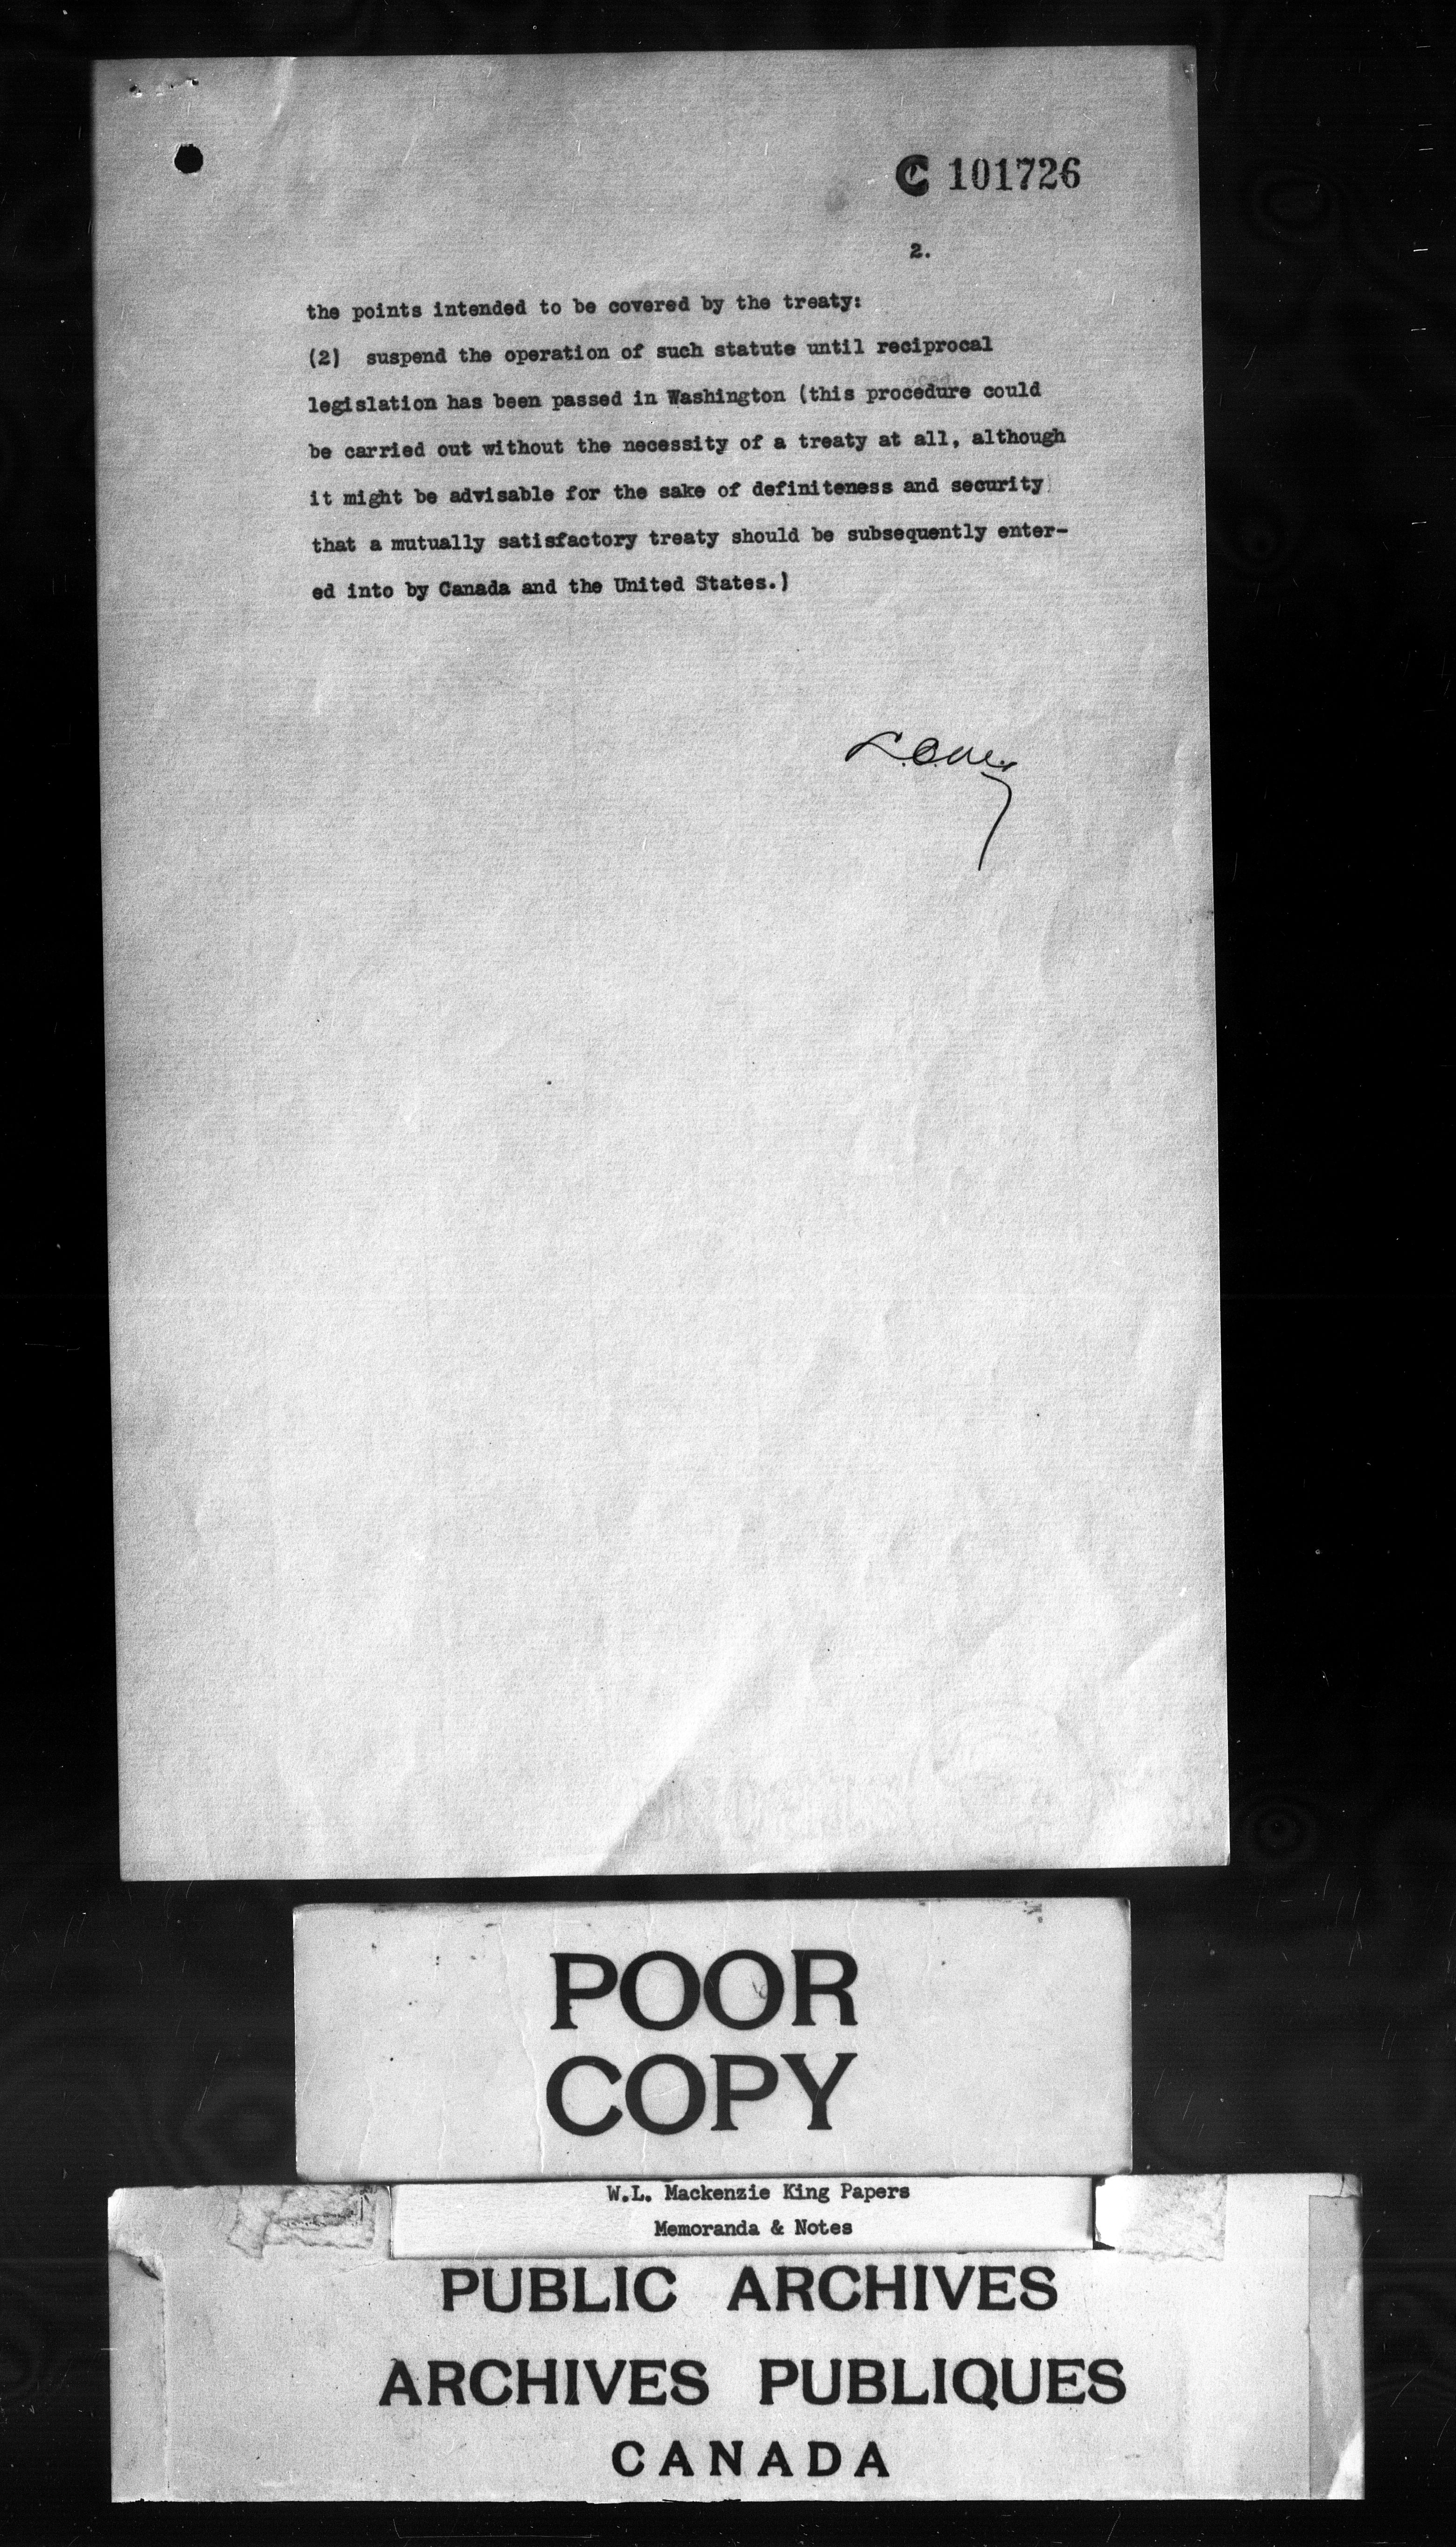 C 101726
2.
the points intended to be covered by the treaty:
(2) suspend the operation of such statute until reciprocal
legislation has been passed in Washington (this procedure could
be carried out without the necessity of a treaty at all, although
it might be advisable for the sake of definiteness and security
that a mutually satisfactory treaty should be subsequently enter-
ed into by Canada and the United States.)
POOR
COPY
W.L. Mackenzie King Papers
Memoranda & Notes
PUBLIC ARCHIVES
ARCHIVES PUBLIQUES
CANADA